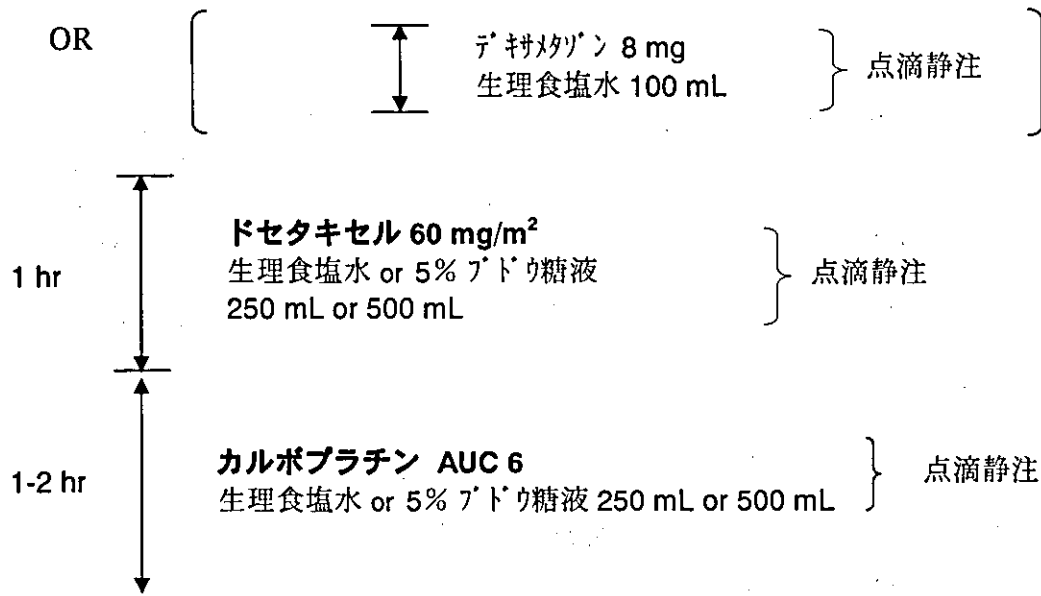 OR
ﾃﾞｷｻﾒﾀｿﾞﾝ 8 mg
生理食塩水 100 mL
点滴静注
1 hr
ドセタキセル 60 mg/m²
生理食塩水 or 5% ﾌﾞﾄﾞｳ糖液
250 mL or 500 mL
点滴静注
1-2 hr
カルボプラチン AUC 6
生理食塩水 or 5% ﾌﾞﾄﾞｳ糖液 250 mL or 500 mL
点滴静注